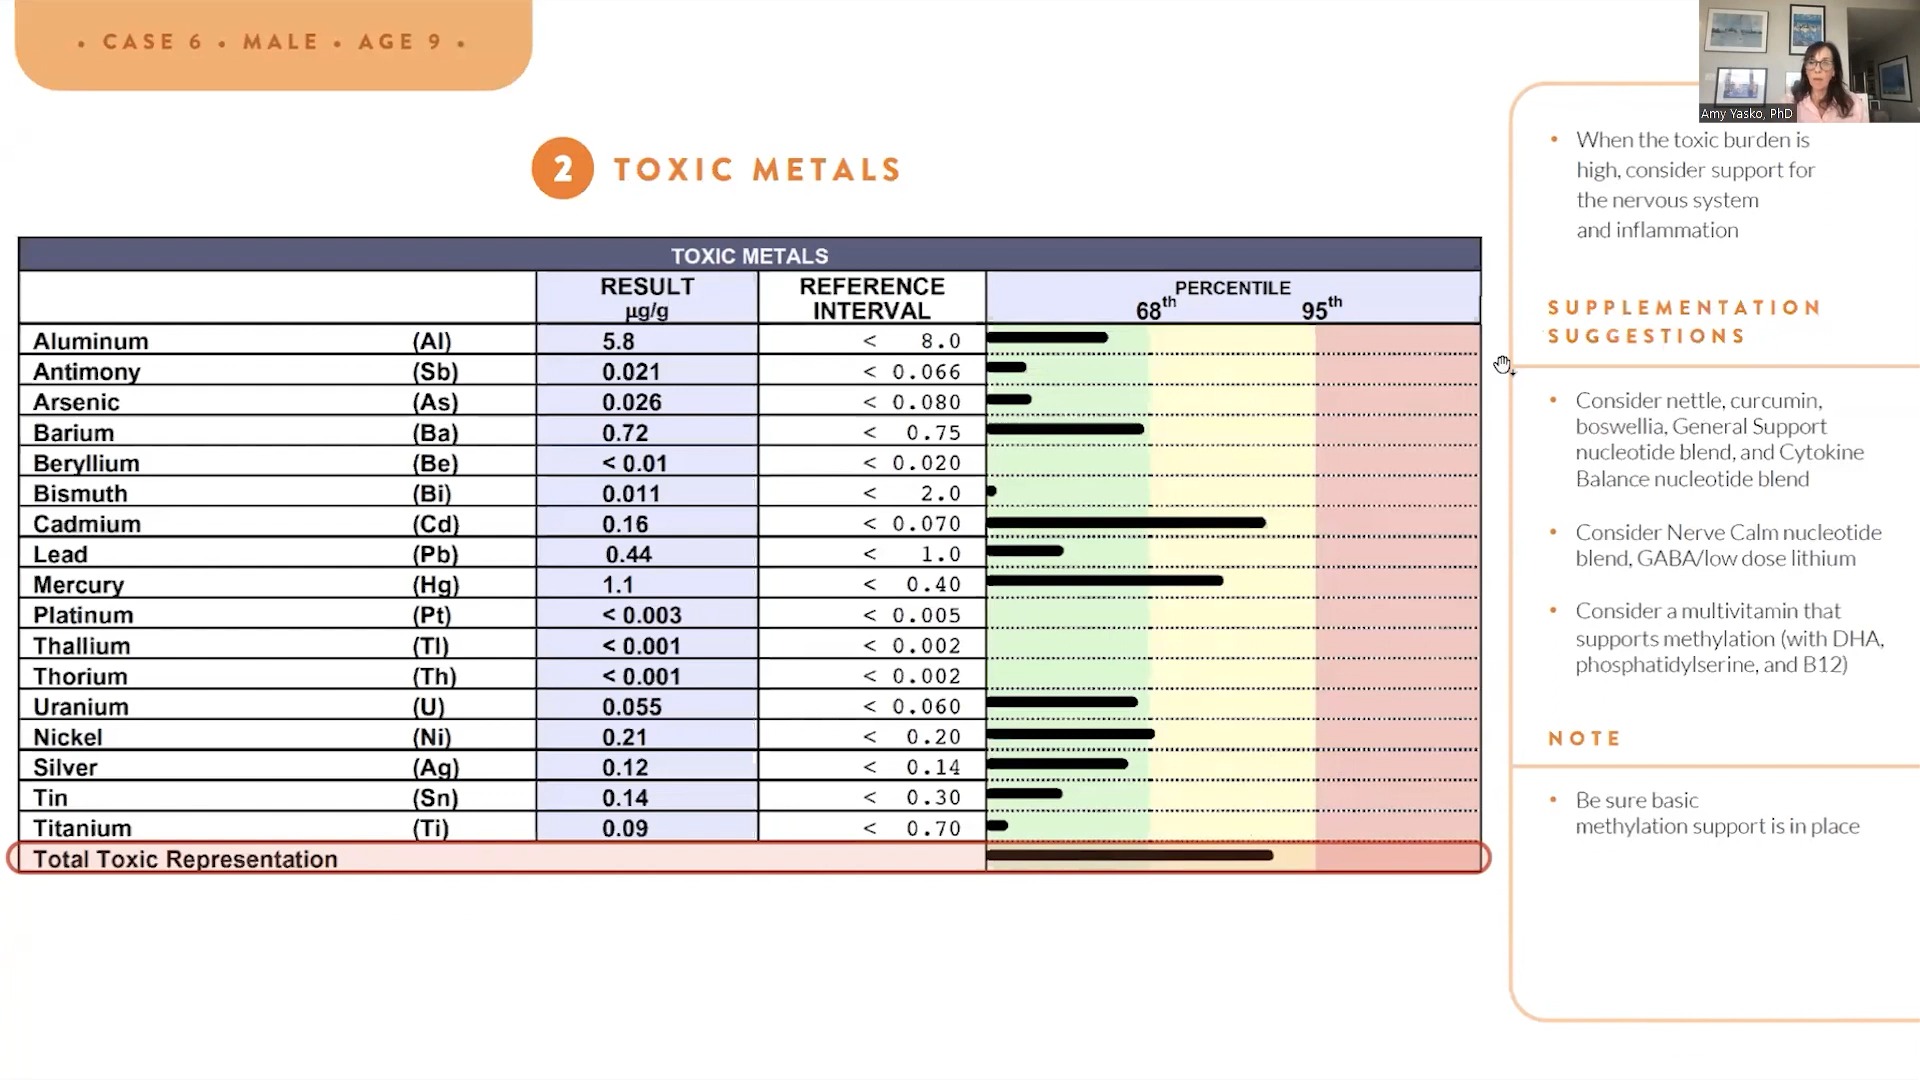 • CASE 6 • MALE • AGE 9 •
Amy Yasko, PhD
2 TOXIC METALS
TOXIC METALS
RESULT REFERENCE PERCENTILE
µg/g INTERVAL 68th 95th
Aluminum (Al) 5.8 < 8.0
Antimony (Sb) 0.021 < 0.066
Arsenic (As) 0.026 < 0.080
Barium (Ba) 0.72 < 0.75
Beryllium (Be) < 0.01 < 0.020
Bismuth (Bi) 0.011 < 2.0
Cadmium (Cd) 0.16 < 0.070
Lead (Pb) 0.44 < 1.0
Mercury (Hg) 1.1 < 0.40
Platinum (Pt) < 0.003 < 0.005
Thallium (Tl) < 0.001 < 0.002
Thorium (Th) < 0.001 < 0.002
Uranium (U) 0.055 < 0.060
Nickel (Ni) 0.21 < 0.20
Silver (Ag) 0.12 < 0.14
Tin (Sn) 0.14 < 0.30
Titanium (Ti) 0.09 < 0.70
Total Toxic Representation
• When the toxic burden is
high, consider support for
the nervous system
and inflammation
SUPPLEMENTATION
SUGGESTIONS
• Consider nettle, curcumin,
boswellia, General Support
nucleotide blend, and Cytokine
Balance nucleotide blend
• Consider Nerve Calm nucleotide
blend, GABA/low dose lithium
• Consider a multivitamin that
supports methylation (with DHA,
phosphatidylserine, and B12)
NOTE
• Be sure basic
methylation support is in place